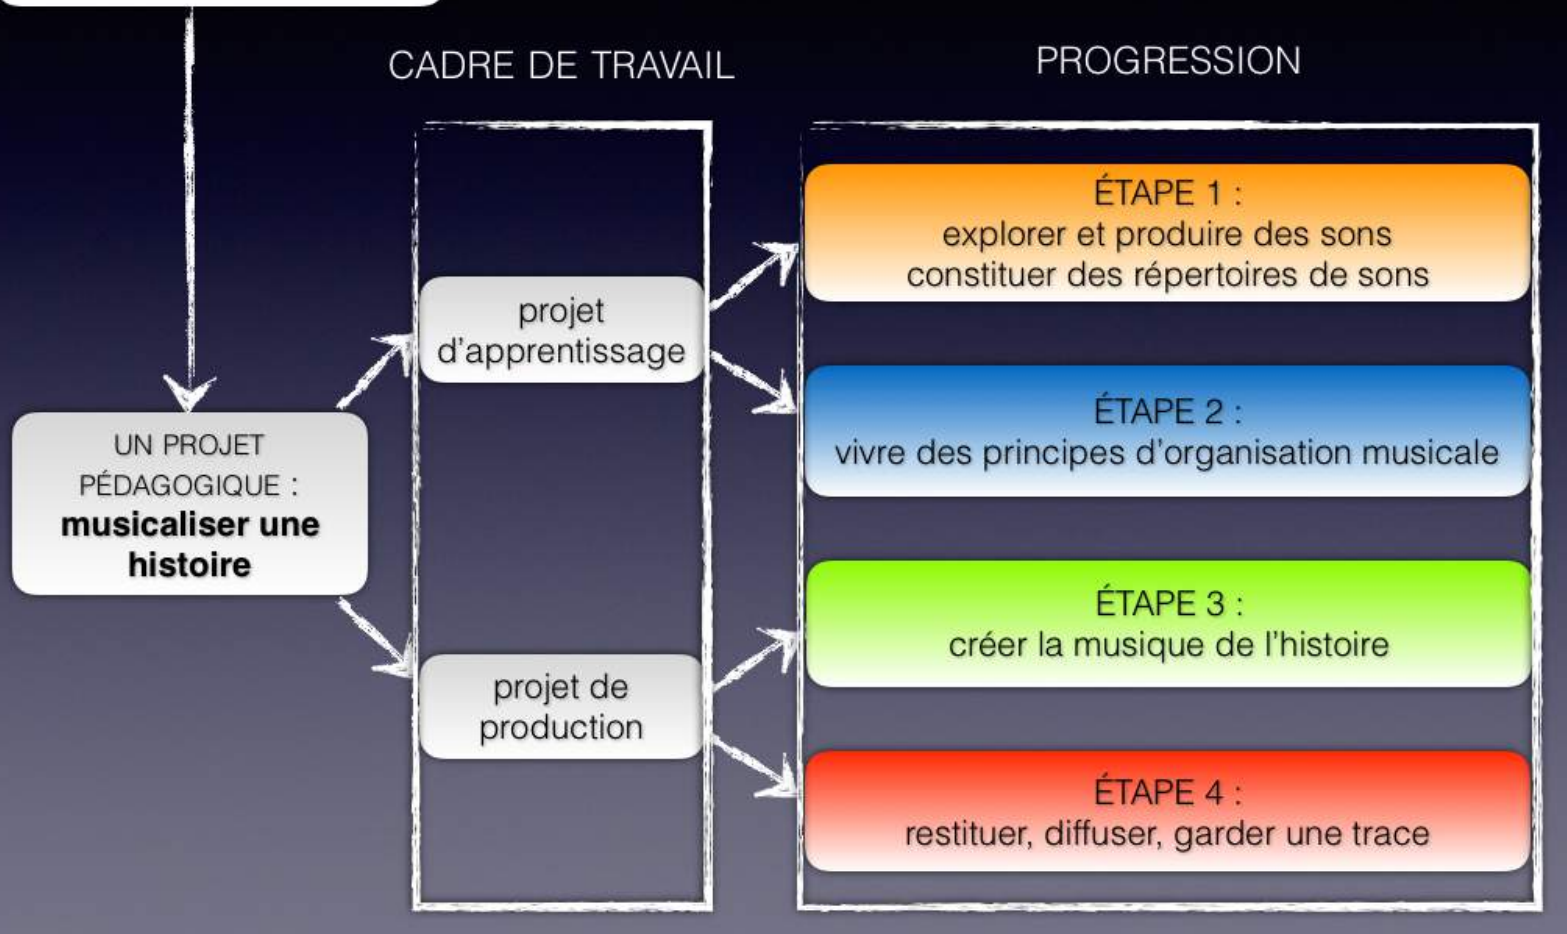 CADRE DE TRAVAIL
PROGRESSION
UN PROJET
PÉDAGOGIQUE :
musicaliser une
histoire
projet
d'apprentissage
projet de
production
ÉTAPE 1 :
explorer et produire des sons
constituer des répertoires de sons
ÉTAPE 2 :
vivre des principes d'organisation musicale
ÉTAPE 3 :
créer la musique de l'histoire
ÉTAPE 4 :
restituer, diffuser, garder une trace